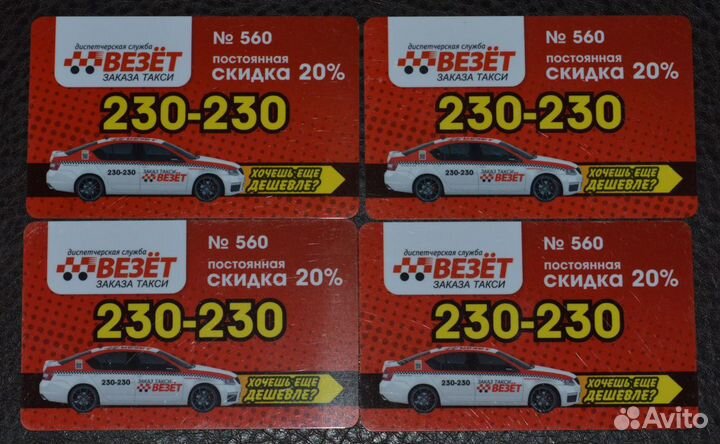 диспетчерская служба
ВЕЗЁТ
ЗАКАЗА ТАКСИ
№ 560
ПОСТОЯННАЯ
СКИДКА 20%
230-230
230-230
ЗАКАЗ ТАКСИ
ВЕЗЁТ
ХОЧЕШЬ ЕЩЕ
ДЕШЕВЛЕ?
диспетчерская служба
ВЕЗЁТ
ЗАКАЗА ТАКСИ
№ 560
ПОСТОЯННАЯ
СКИДКА 20%
230-230
230-230
ЗАКАЗ ТАКСИ
ВЕЗЁТ
ХОЧЕШЬ ЕЩЕ
ДЕШЕВЛЕ?
диспетчерская служба
ВЕЗЁТ
ЗАКАЗА ТАКСИ
№ 560
ПОСТОЯННАЯ
СКИДКА 20%
230-230
230-230
ЗАКАЗ ТАКСИ
ВЕЗЁТ
ХОЧЕШЬ ЕЩЕ
ДЕШЕВЛЕ?
диспетчерская служба
ВЕЗЁТ
ЗАКАЗА ТАКСИ
№ 560
ПОСТОЯННАЯ
СКИДКА 20%
230-230
230-230
ЗАКАЗ ТАКСИ
ВЕЗЁТ
ХОЧЕШЬ ЕЩЕ
ДЕШЕВЛЕ?
Avito